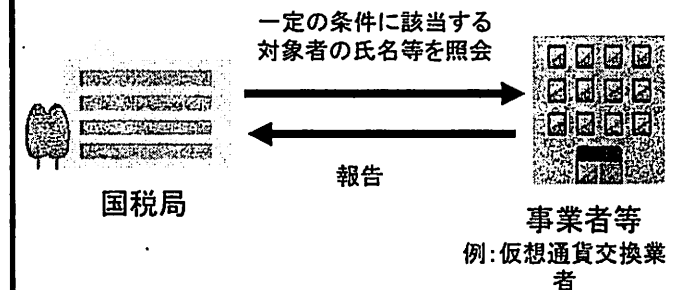 一定の条件に該当する
対象者の氏名等を照会
報告
国税局
事業者等
例:仮想通貨交換業
者